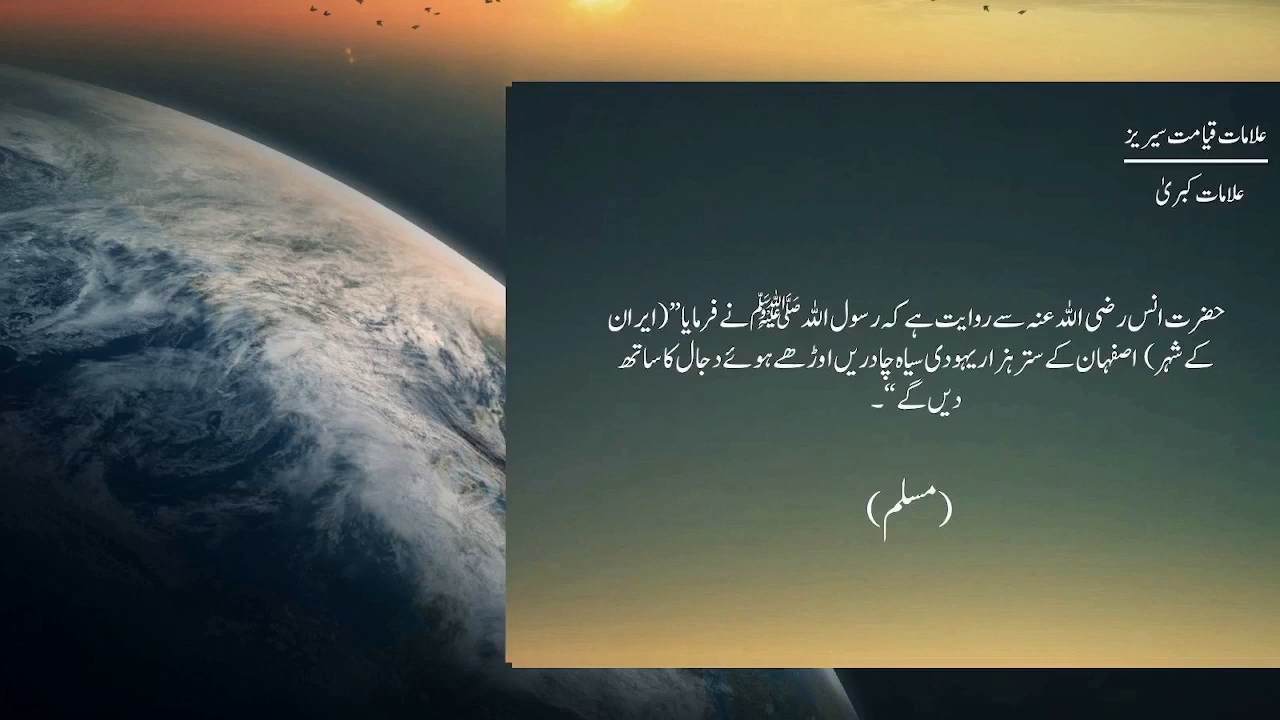 علامات قیامت سیریز
علامات کبریٰ
حضرت انس رضی اللہ عنہ سے روایت ہے کہ رسول اللہ ﷺ نے فرمایا”(ایران
کے شہر) اصفہان کے ستر ہزار یہودی سیاہ چادریں اوڑھے ہوئے دجال کا ساتھ
دیں گے“۔
(مسلم)